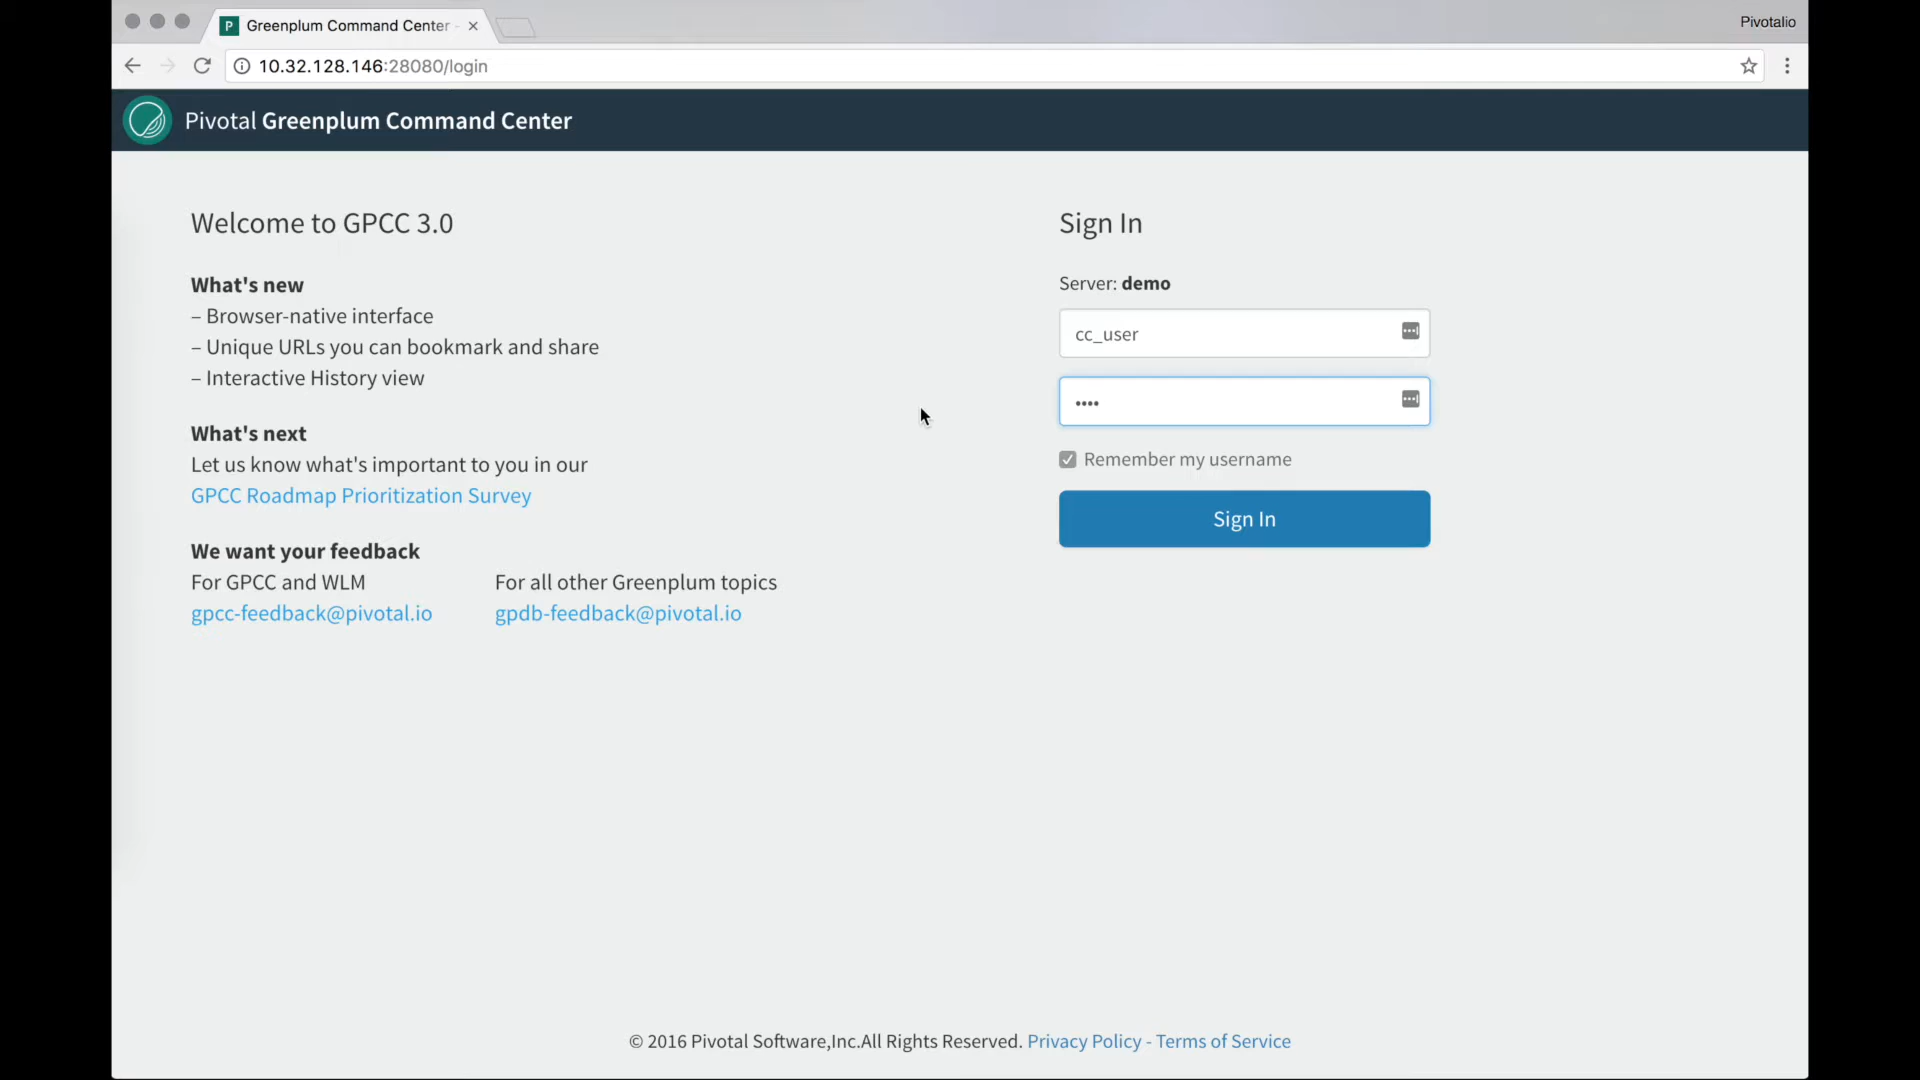 Greenplum Command Center -
Pivotalio
10.32.128.146:28080/login
Pivotal Greenplum Command Center
Welcome to GPCC 3.0
What's new
– Browser-native interface
– Unique URLs you can bookmark and share
– Interactive History view
What's next
Let us know what's important to you in our
GPCC Roadmap Prioritization Survey
We want your feedback
For GPCC and WLM
gpcc-feedback@pivotal.io
For all other Greenplum topics
gpdb-feedback@pivotal.io
Sign In
Server: demo
cc_user
••••
Remember my username
Sign In
© 2016 Pivotal Software,Inc.All Rights Reserved. Privacy Policy - Terms of Service